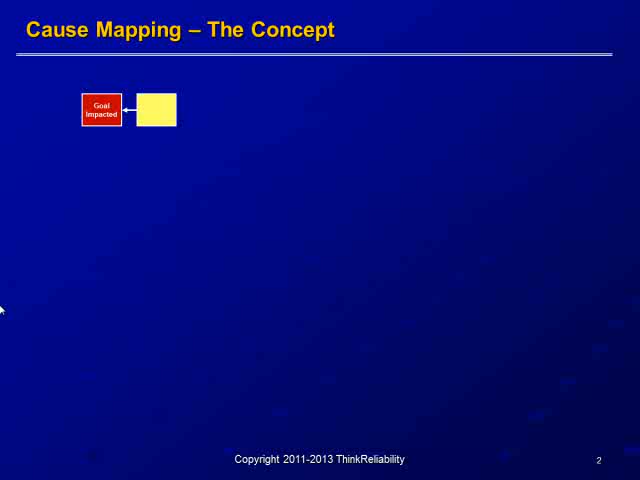 Cause Mapping – The Concept
Goal
Impacted
Copyright 2011-2013 ThinkReliability
2